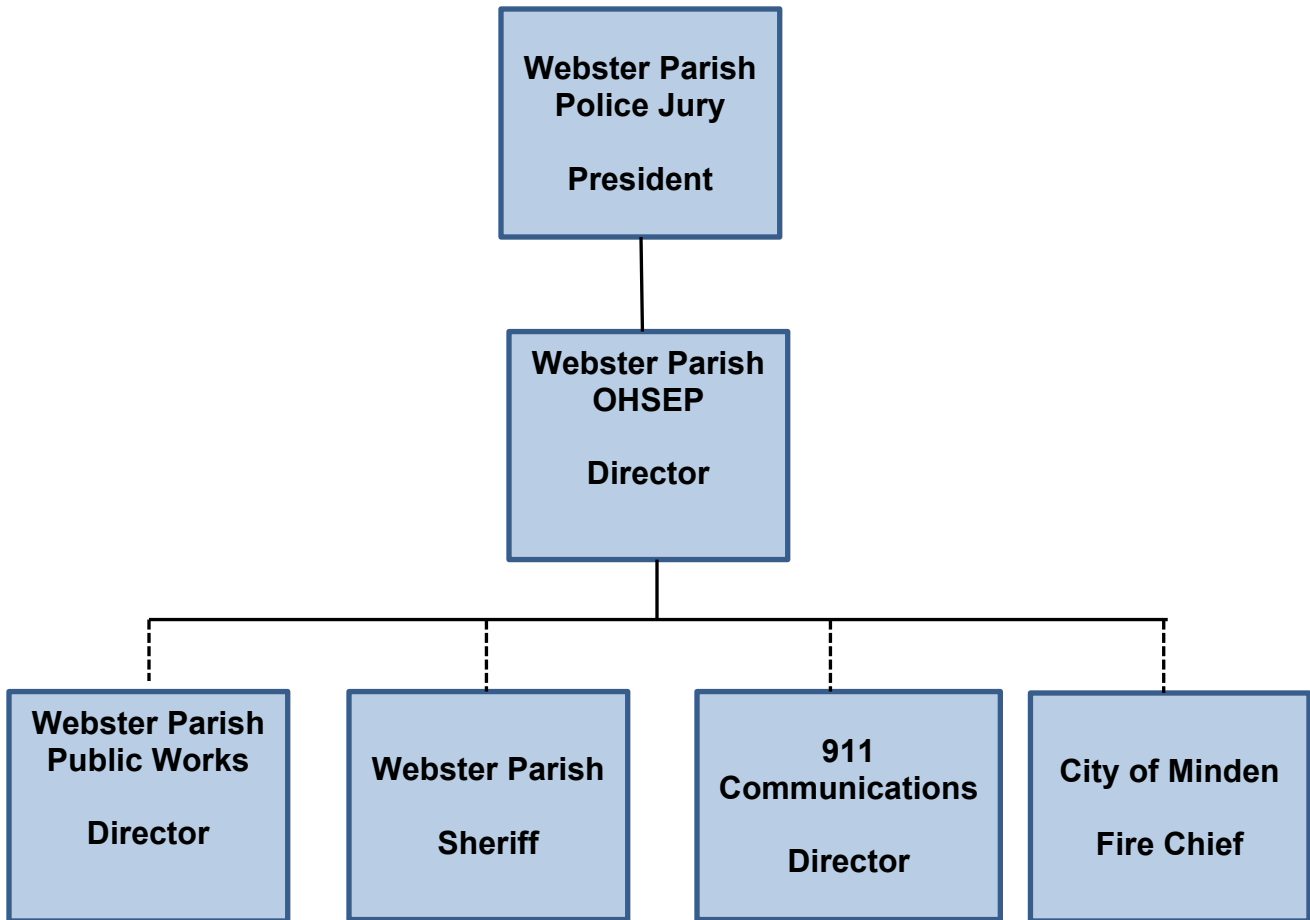 Webster Parish
Police Jury
President
Webster Parish
OHSEP
Director
Webster Parish
Public Works
Director
Webster Parish
Sheriff
911
Communications
Director
City of Minden
Fire Chief